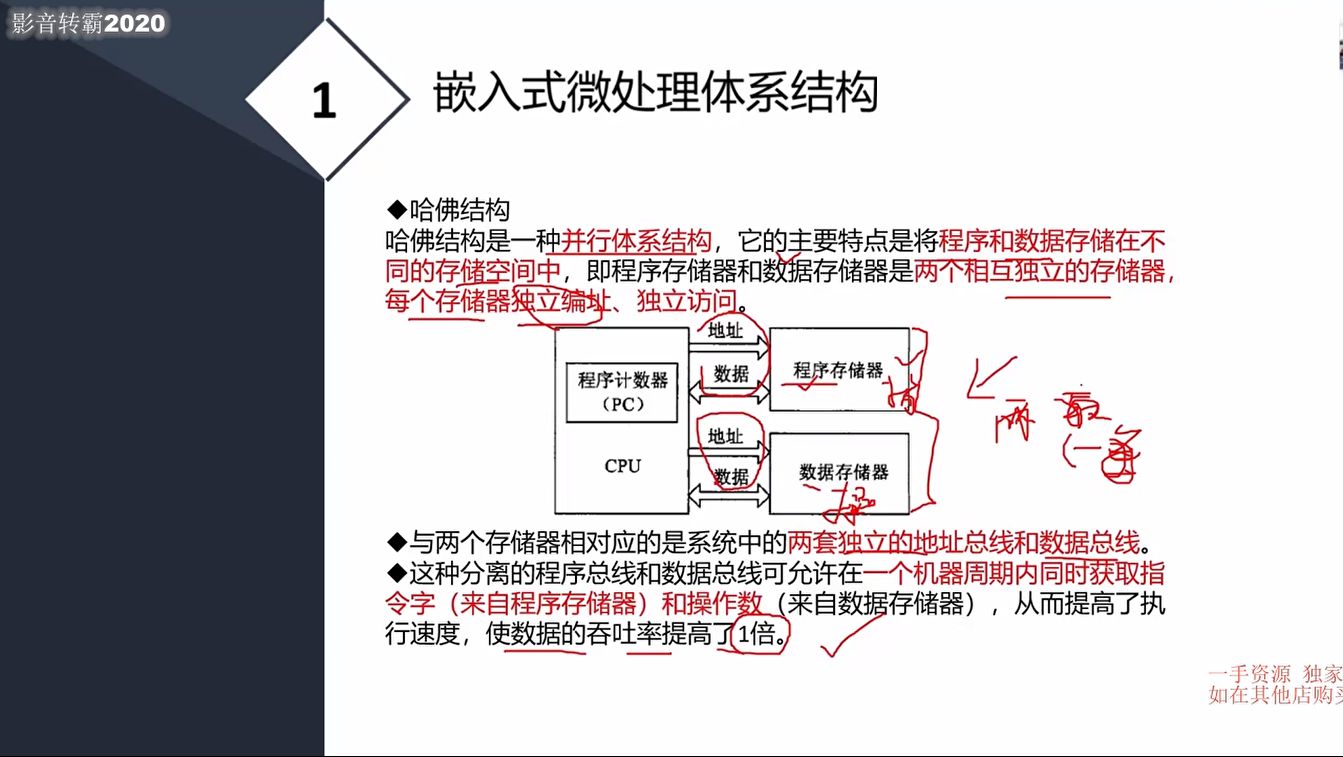 影音转霸2020
1
嵌入式微处理体系结构
◆哈佛结构
哈佛结构是一种并行体系结构，它的主要特点是将程序和数据存储在不
同的存储空间中，即程序存储器和数据存储器是两个相互独立的存储器，
每个存储器独立编址、独立访问。
地址
程序计数器
（PC）
数据
程序存储器
地址
CPU
数据
数据存储器
◆与两个存储器相对应的是系统中的两套独立的地址总线和数据总线。
◆这种分离的程序总线和数据总线可允许在一个机器周期内同时获取指
令字（来自程序存储器）和操作数（来自数据存储器），从而提高了执
行速度，使数据的吞吐率提高了1倍。
一手资源 独家
如在其他店购买